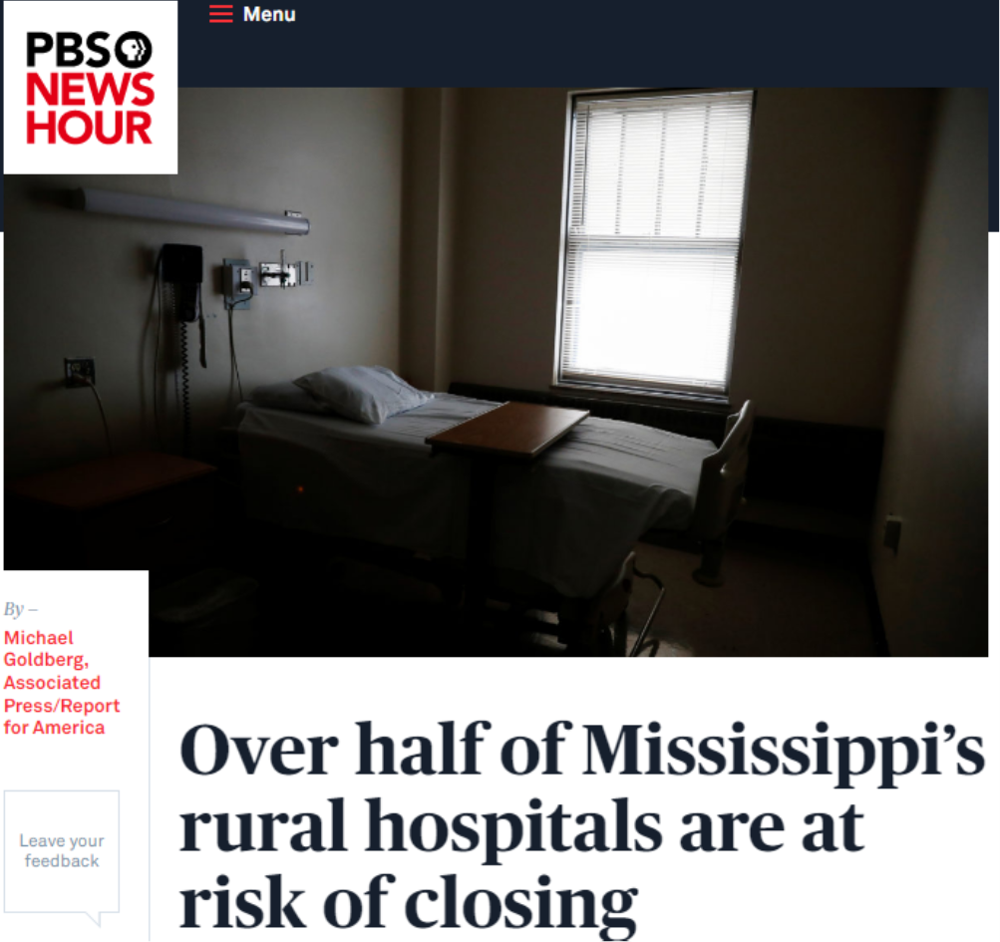 Menu
PBS
NEWS
HOUR
By –
Michael
Goldberg,
Associated
Press/Report
for America
Leave your
feedback
Over half of Mississippi’s
rural hospitals are at
risk of closing